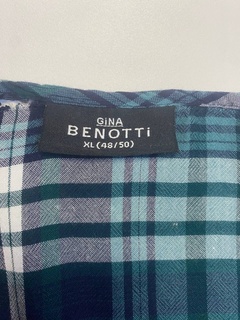 GiNA
BENOTTi
XL (48/50)